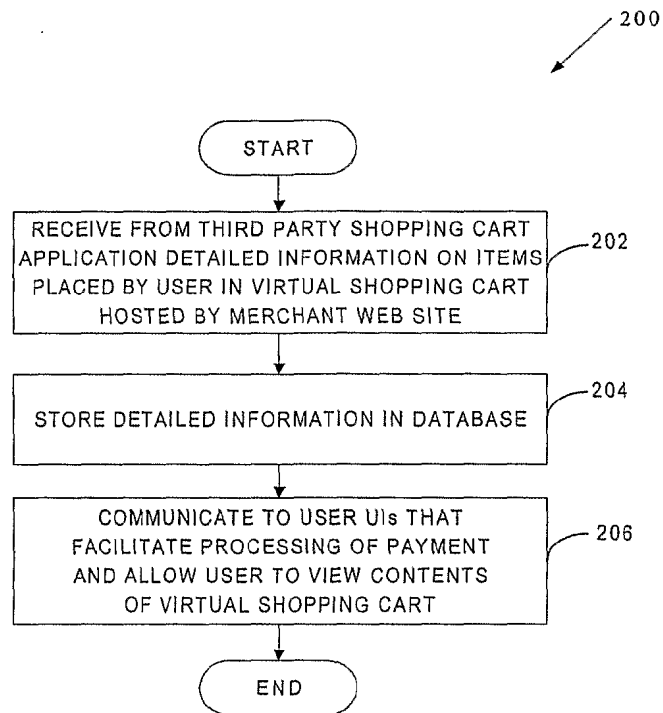 200
START
RECEIVE FROM THIRD PARTY SHOPPING CART
APPLICATION DETAILED INFORMATION ON ITEMS
PLACED BY USER IN VIRTUAL SHOPPING CART
HOSTED BY MERCHANT WEB SITE
202
STORE DETAILED INFORMATION IN DATABASE
204
COMMUNICATE TO USER UIs THAT
FACILITATE PROCESSING OF PAYMENT
AND ALLOW USER TO VIEW CONTENTS
OF VIRTUAL SHOPPING CART
206
END